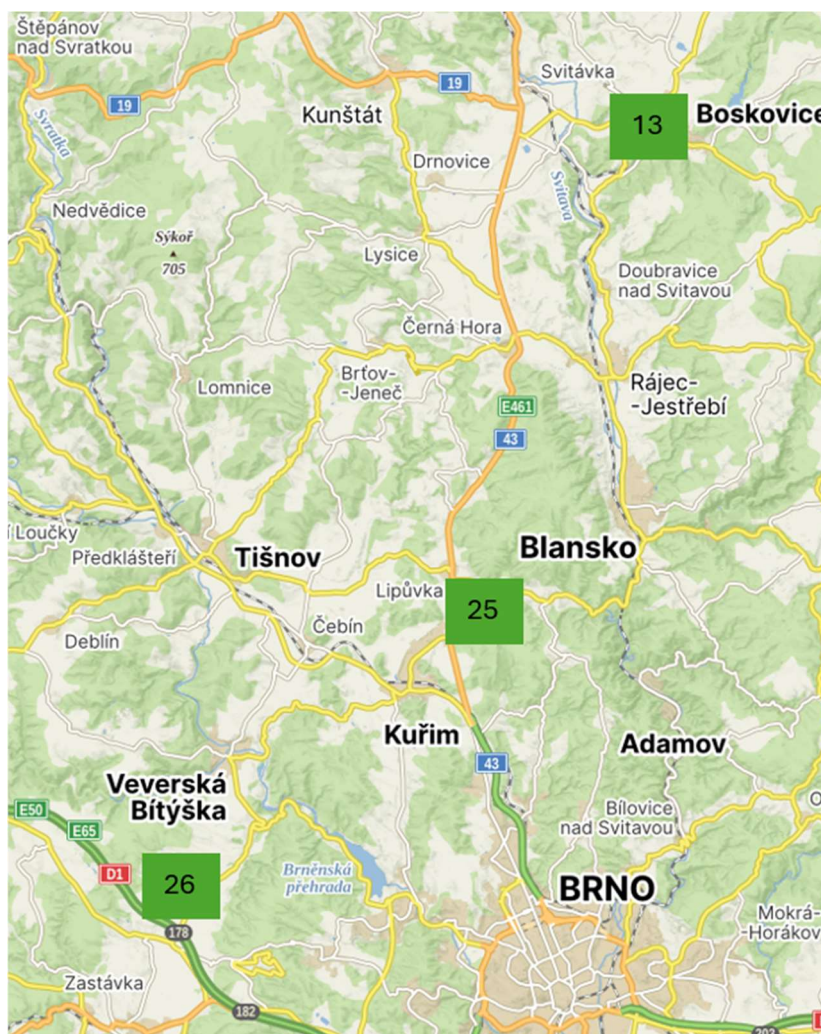 Štěpánov
nad Svratkou
19
Svratka
Kunštát
19
Svitávka
13
Boskovice
Drnovice
Svitava
Nedvědice
Sýkoř
705
Lysice
Doubravice
nad Svitavou
Černá Hora
Lomnice
Brťov-
-Jeneč
Rájec-
-Jestřebí
E461
43
Loučky
Předklášteří
Tišnov
Blansko
Lipůvka
25
Čebín
Deblín
Kuřim
Adamov
43
Veverská
Bítýška
E50
E65
D1
26
Bílovice
nad Svitavou
Brněnská
přehrada
BRNO
178
Mokrá-
-Horákov
Zastávka
182